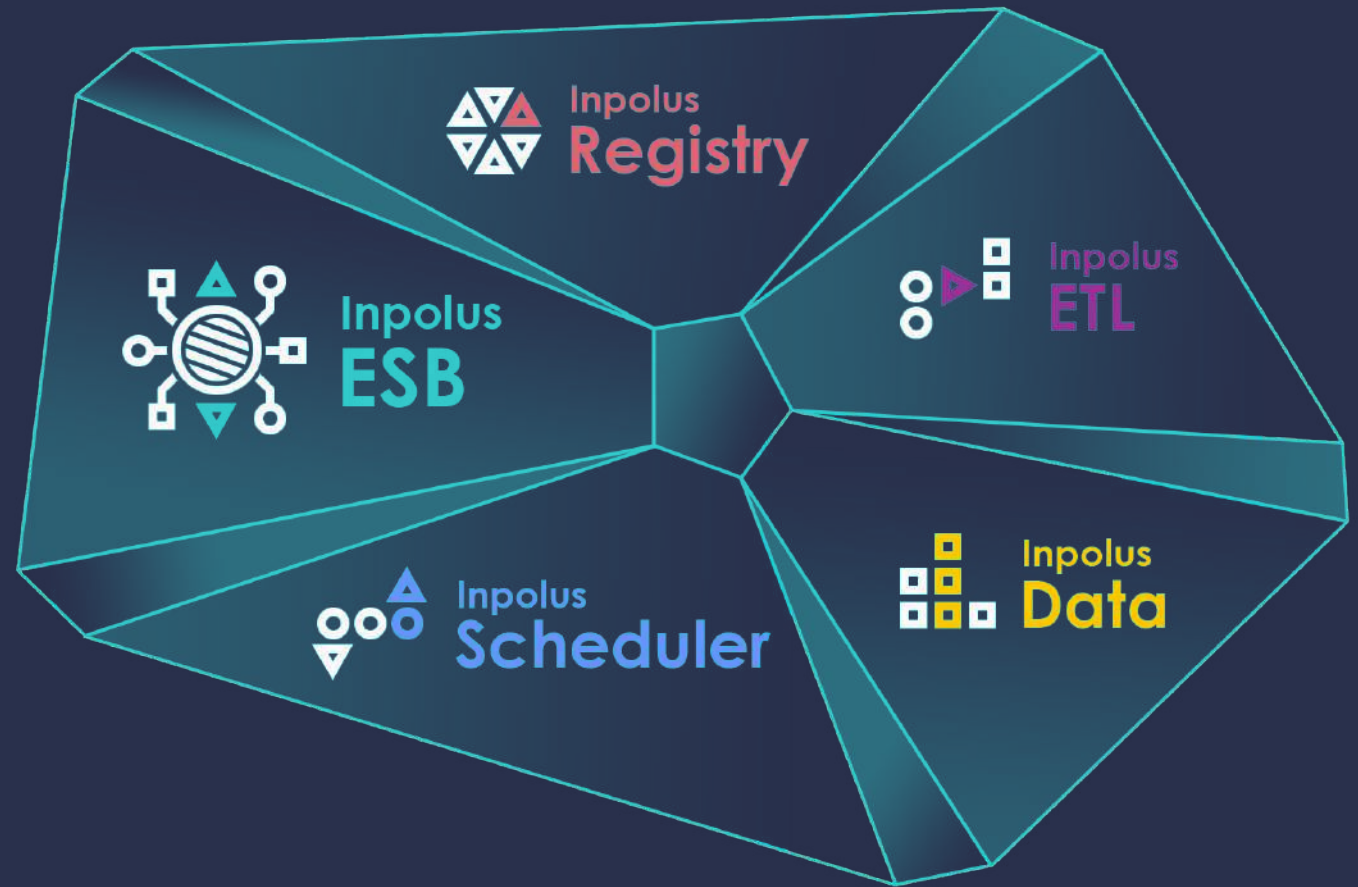 Inpolus
Registry
Inpolus
ETL
Inpolus
ESB
Inpolus
Data
Inpolus
Scheduler